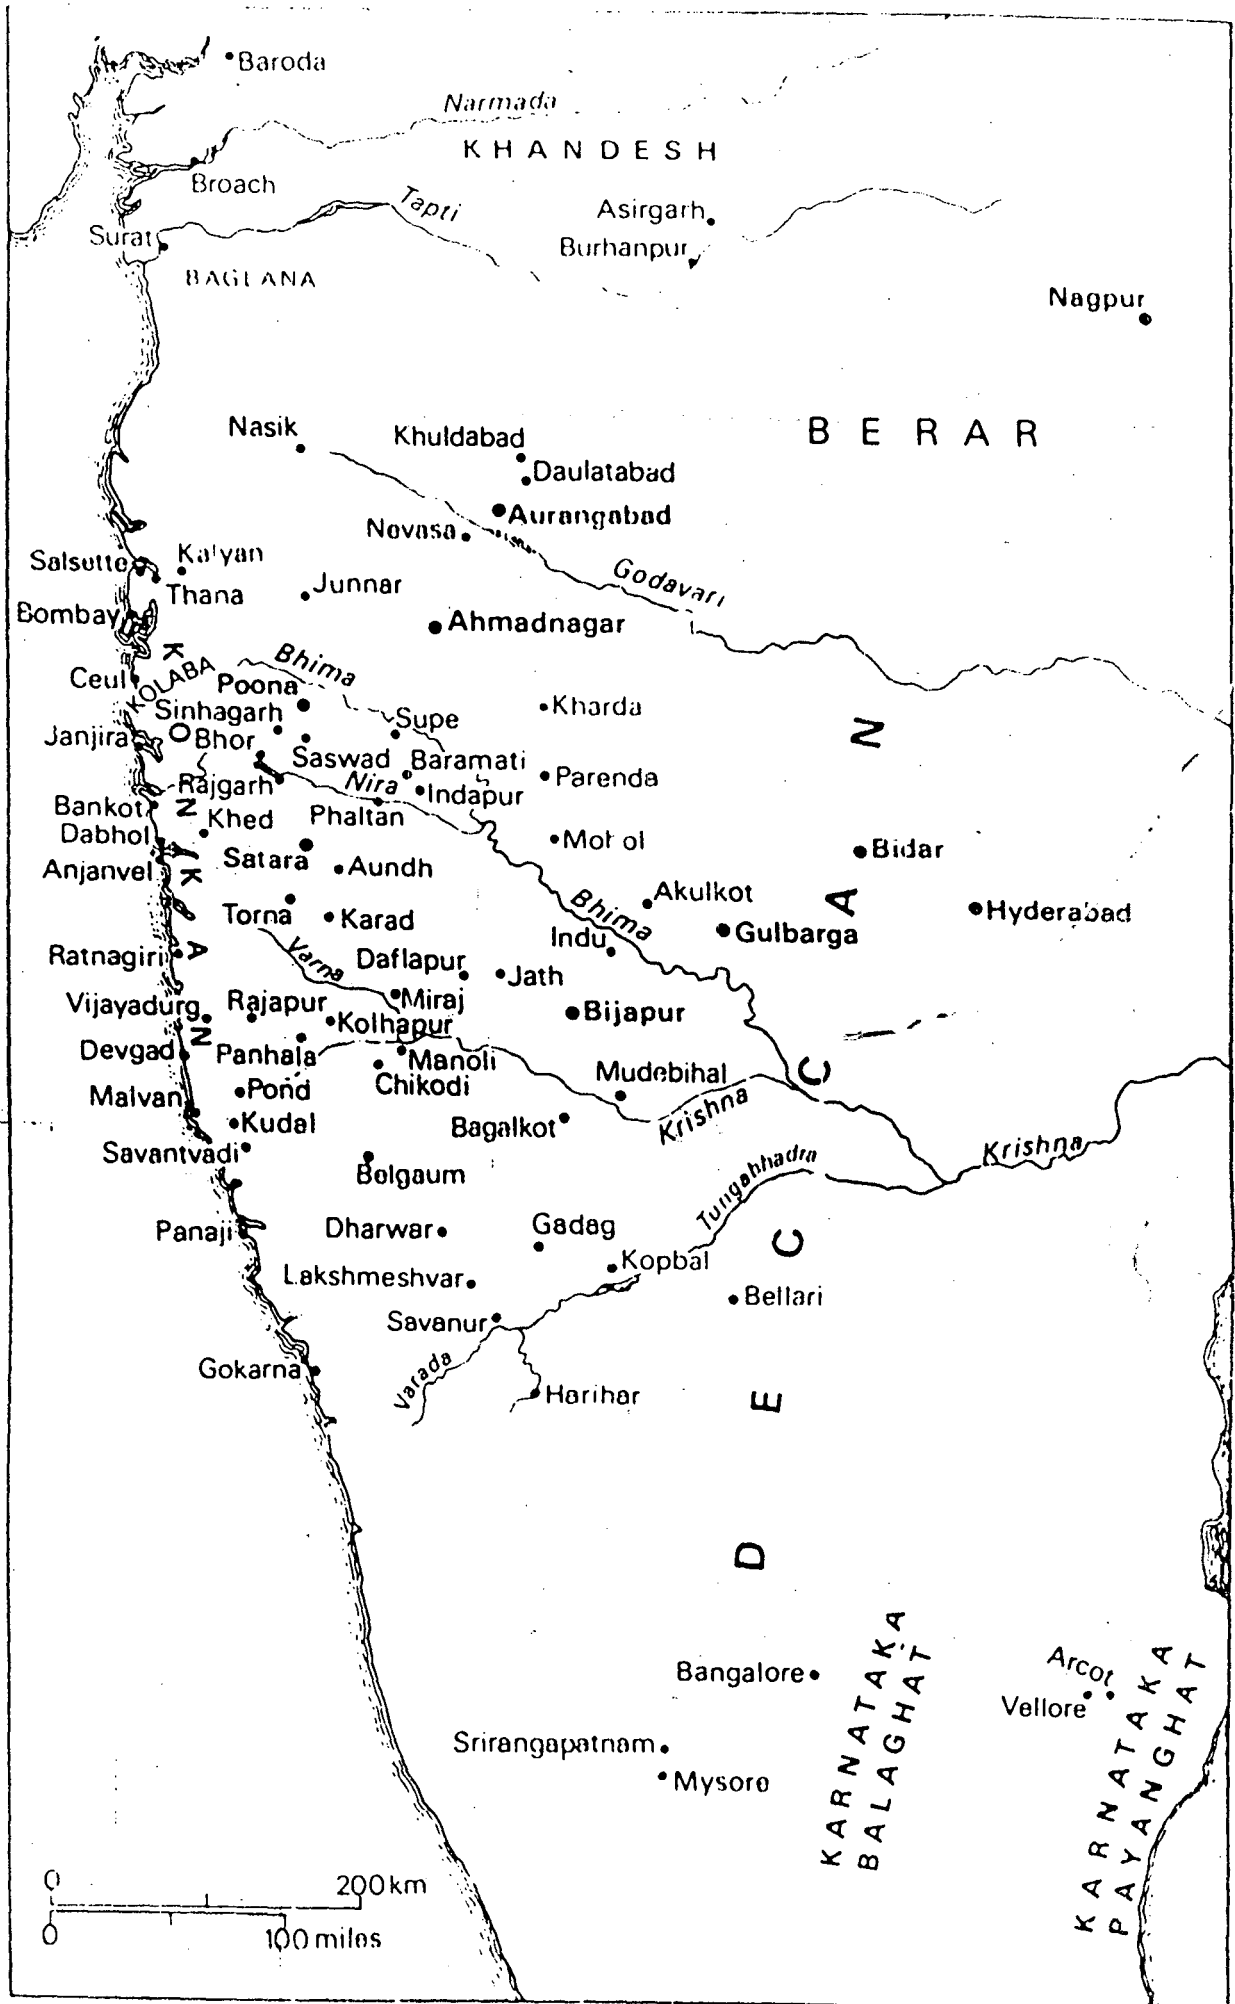 Baroda
Narmada
KHANDESH
Broach
Tapti
Asirgarh
Surat
Burhanpur
BAGLANA
Nagpur
BERAR
Nasik
Khuldabad
Daulatabad
Aurangabad
Nevasa
Salsette
Kalyan
Thana
Junnar
Godavari
Bombay
Ahmadnagar
KONKAN
Bhima
Ceul
KOLABA
Poona
Kharda
Sinhagarh
Supe
Janjira
Bhor
Saswad
Baramati
Parenda
Rajgarh
Nira
Indapur
Bankot
Khed
Phaltan
Dabhol
Mohol
Anjanvel
Satara
Aundh
Bidar
Akulkot
Torna
Karad
Bhima
Hyderabad
Gulbarga
Indu
Ratnagiri
Varna
Daflapur
Jath
Vijayadurg
Rajapur
Miraj
Bijapur
Kolhapur
Devgad
Panhala
Manoli
Chikodi
Mudebihal
Malvan
Pond
Krishna
Kudal
Bagalkot
Savantvadi
Krishna
Belgaum
Tungabhadra
Panaji
Dharwar
Gadag
Kopbal
Lakshmeshvar
Bellari
Savanur
Gokarna
Varada
Harihar
DECCAN
Bangalore
KARNATAKA
BALAGHAT
Arcot
Vellore
KARNATAKA
PAYANGHAT
Srirangapatnam
Mysore
0 200 km
0 100 miles